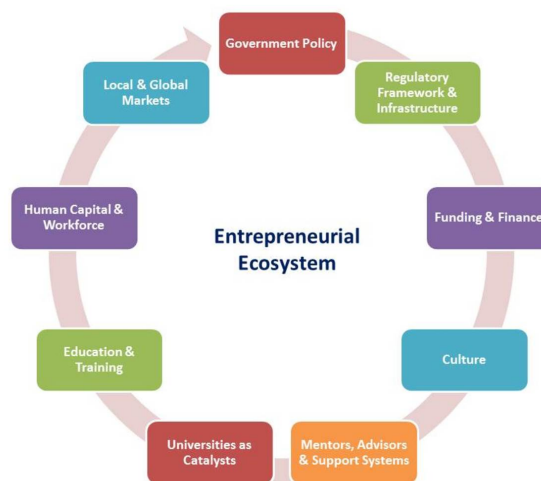 Government Policy
Regulatory
Framework &
Infrastructure
Funding & Finance
Culture
Mentors, Advisors
& Support Systems
Universities as
Catalysts
Education &
Training
Human Capital &
Workforce
Local & Global
Markets
Entrepreneurial
Ecosystem